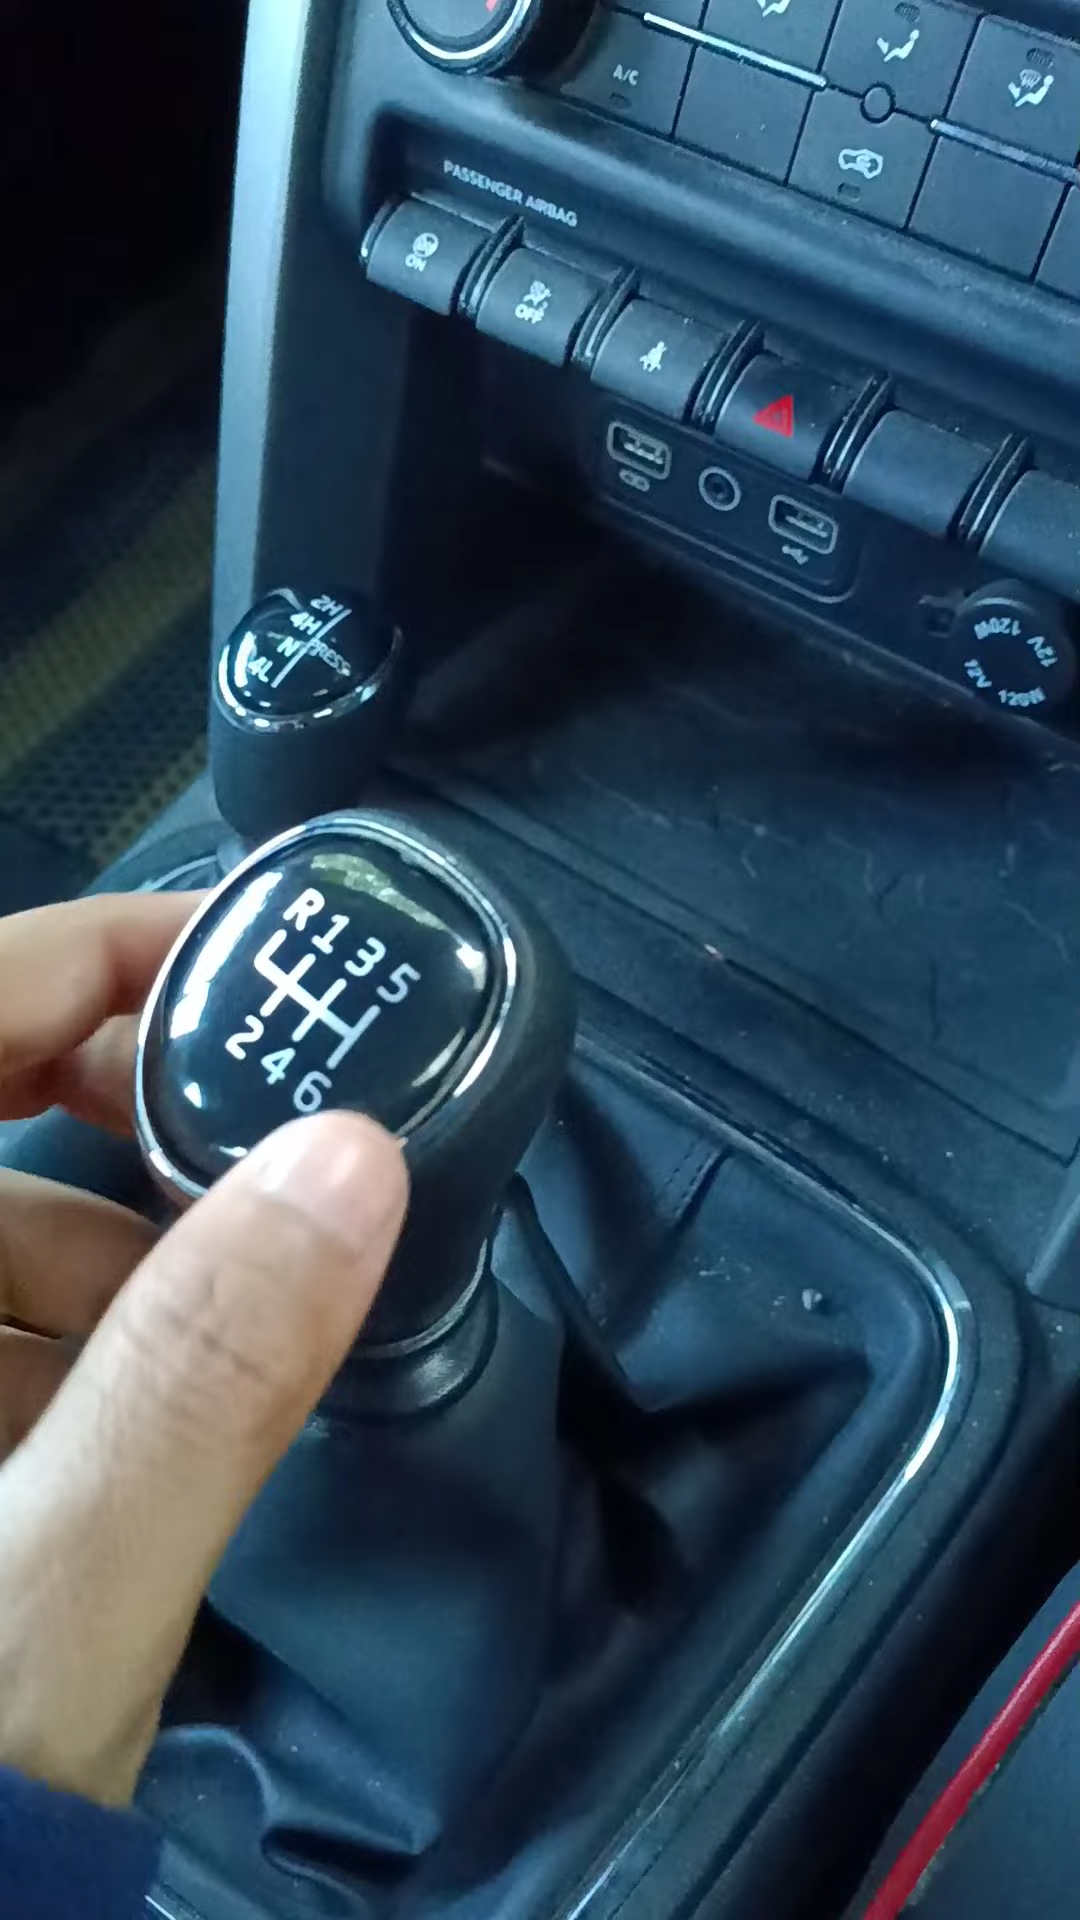 A/C
PASSENGER AIRBAG
ON
OFF
2H
4H
N PRESS
4L
12V 120W
12V 120W
R 1 3 5
2 4 6